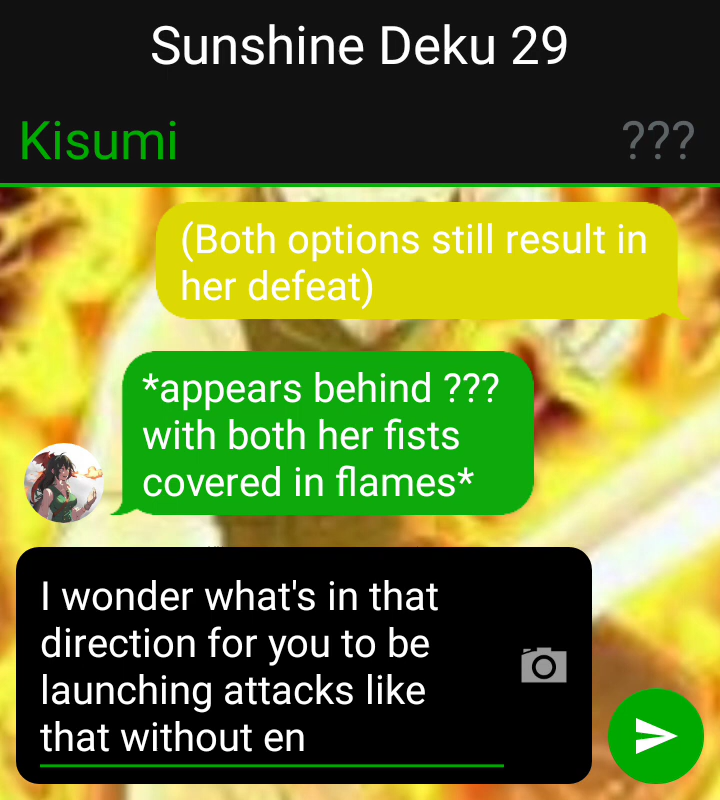 Sunshine Deku 29
Kisumi
???
(Both options still result in
her defeat)
*appears behind ???
with both her fists
covered in flames*
I wonder what's in that
direction for you to be
launching attacks like
that without en